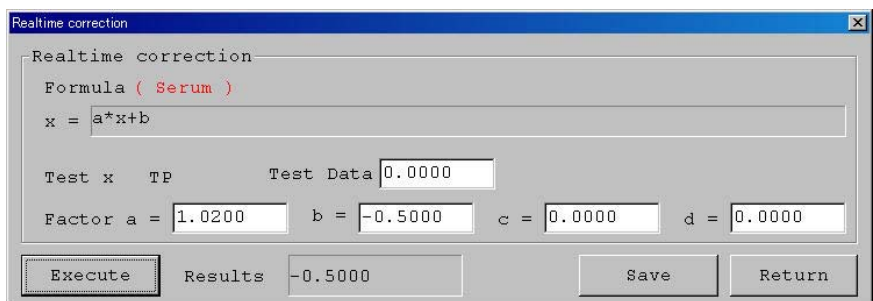 Realtime correction
Realtime correction
Formula ( Serum )
x = a*x+b
Test x TP Test Data 0.0000
Factor a = 1.0200 b = -0.5000 c = 0.0000 d = 0.0000
Execute Results -0.5000 Save Return